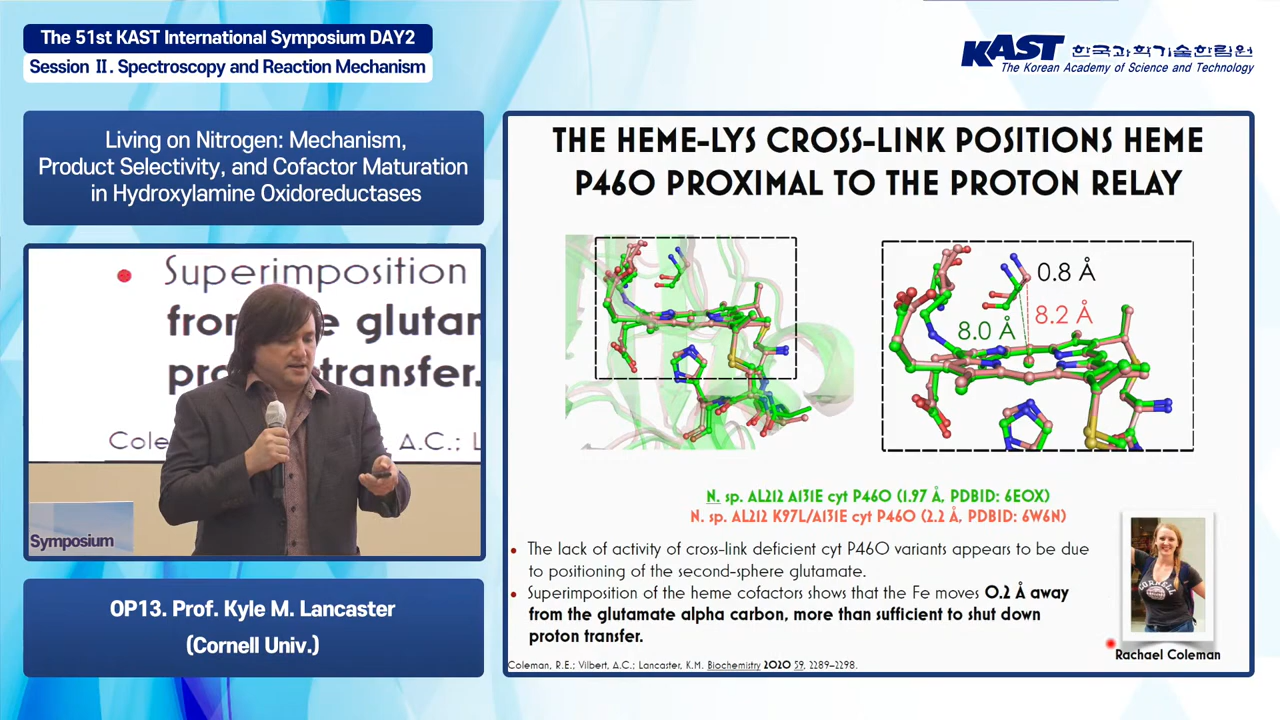 The 51st KAST International Symposium DAY2
Session Ⅱ. Spectroscopy and Reaction Mechanism
KAST 한국과학기술한림원
The Korean Academy of Science and Technology
Living on Nitrogen: Mechanism,
Product Selectivity, and Cofactor Maturation
in Hydroxylamine Oxidoreductases
• Superimposition
from the glutam
pro transfer.
Cole A.C.; L
Symposium
OP13. Prof. Kyle M. Lancaster
(Cornell Univ.)
THE HEME-LYS CROSS-LINK POSITIONS HEME
P460 PROXIMAL TO THE PROTON RELAY
0.8 Å
8.0 Å
8.2 Å
N. sp. AL212 A131E cyt P460 (1.97 Å, PDBID: 6EOX)
N. sp. AL212 K97L/A131E cyt P460 (2.2 Å, PDBID: 6W6N)
• The lack of activity of cross-link deficient cyt P460 variants appears to be due
to positioning of the second-sphere glutamate.
• Superimposition of the heme cofactors shows that the Fe moves 0.2 Å away
from the glutamate alpha carbon, more than sufficient to shut down
proton transfer.
CORNELL
Rachael Coleman
Coleman, R.E.; Vilbert, A.C.; Lancaster, K.M. Biochemistry 2020 59, 2289-2298.